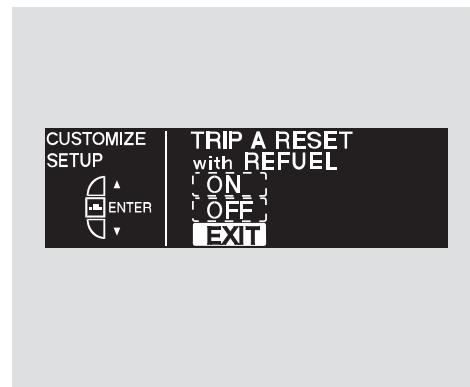 CUSTOMIZE
SETUP
ENTER
TRIP A RESET
with REFUEL
ON
OFF
EXIT